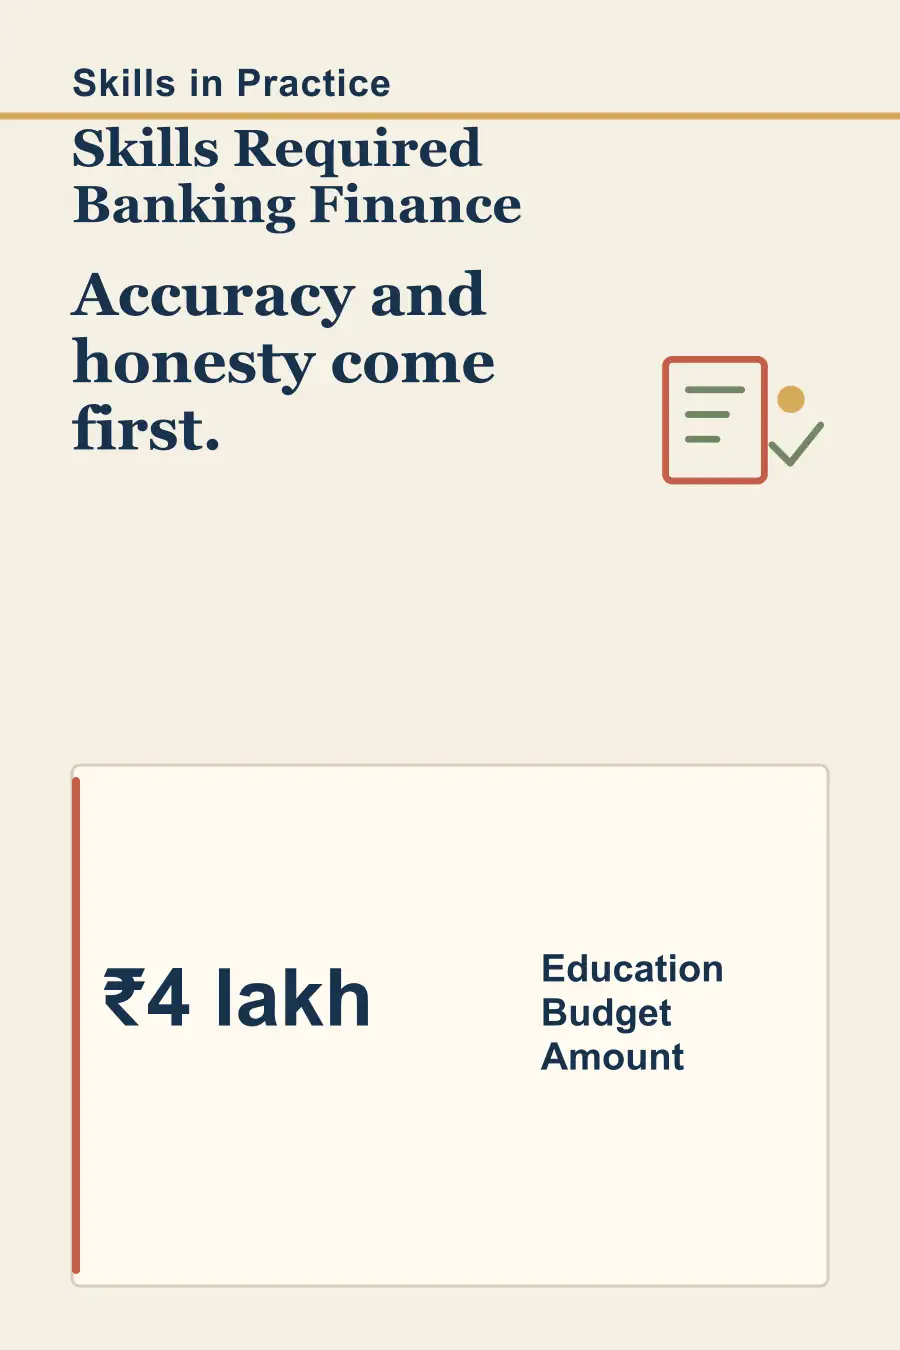 Skills in Practice
Skills Required
Banking Finance
Accuracy and
honesty come
first.
₹4 lakh
Education
Budget
Amount